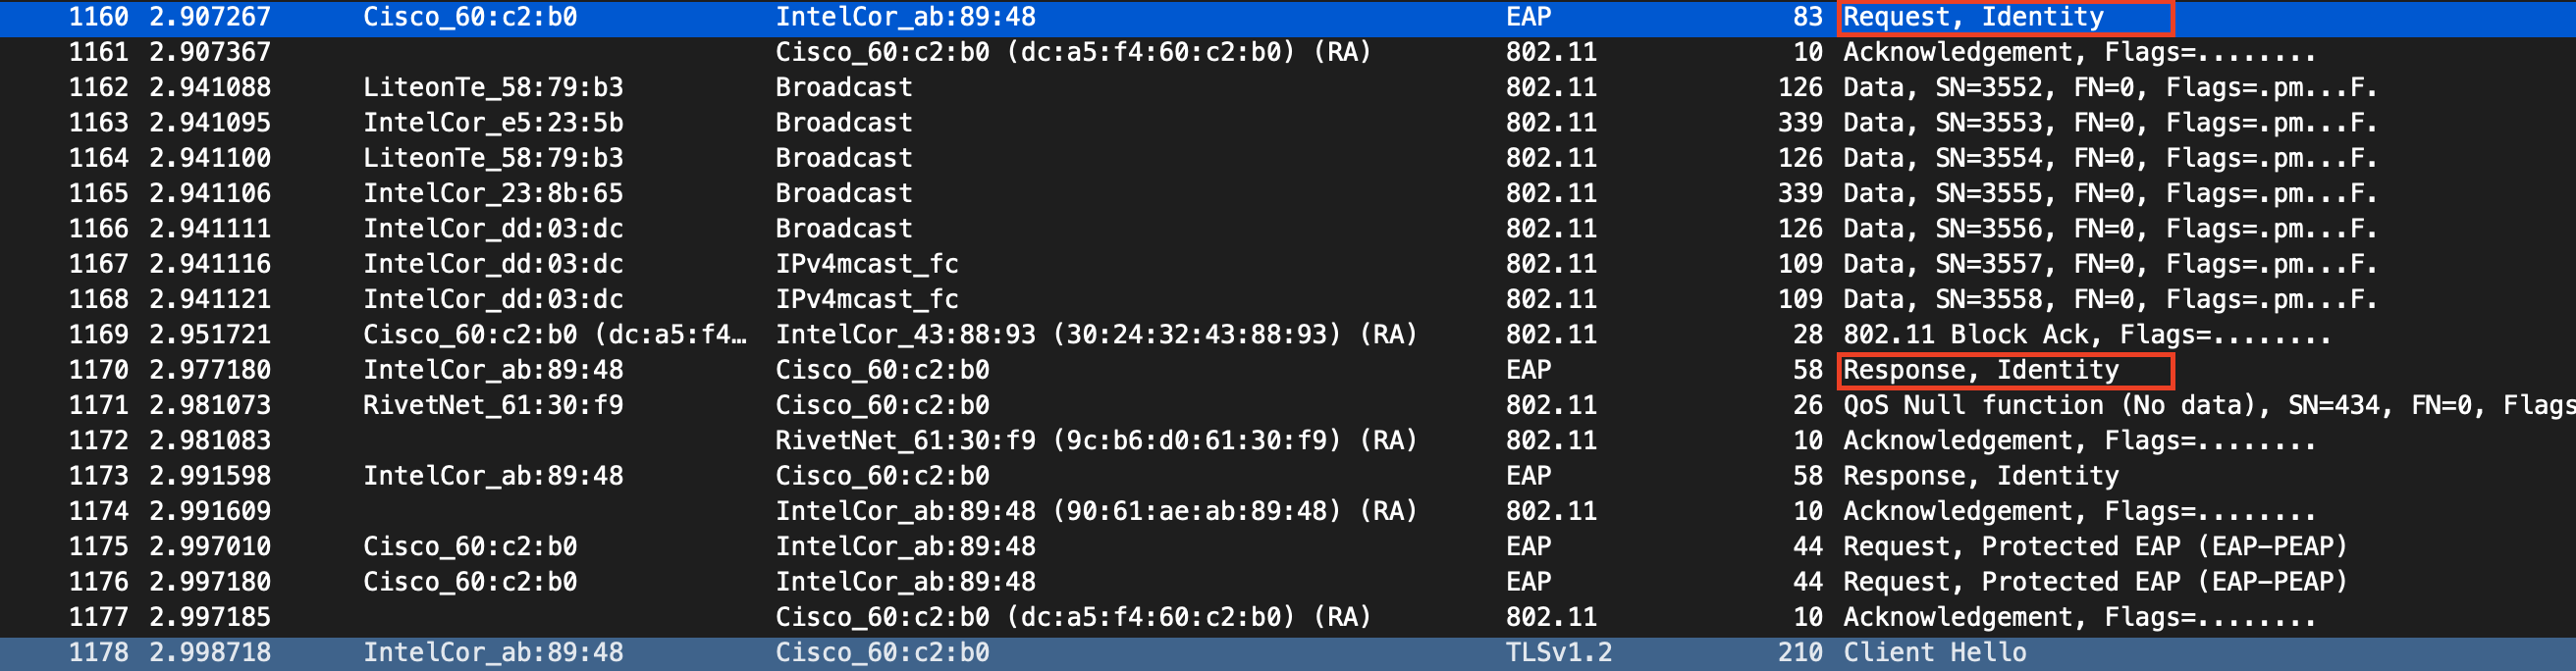 1160 2.907267 Cisco_60:c2:b0 IntelCor_ab:89:48 EAP 83 Request, Identity
1161 2.907367 Cisco_60:c2:b0 (dc:a5:f4:60:c2:b0) (RA) 802.11 10 Acknowledgement, Flags=........
1162 2.941088 LiteonTe_58:79:b3 Broadcast 802.11 126 Data, SN=3552, FN=0, Flags=.pm...F.
1163 2.941095 IntelCor_e5:23:5b Broadcast 802.11 339 Data, SN=3553, FN=0, Flags=.pm...F.
1164 2.941100 LiteonTe_58:79:b3 Broadcast 802.11 126 Data, SN=3554, FN=0, Flags=.pm...F.
1165 2.941106 IntelCor_23:8b:65 Broadcast 802.11 339 Data, SN=3555, FN=0, Flags=.pm...F.
1166 2.941111 IntelCor_dd:03:dc Broadcast 802.11 126 Data, SN=3556, FN=0, Flags=.pm...F.
1167 2.941116 IntelCor_dd:03:dc IPv4mcast_fc 802.11 109 Data, SN=3557, FN=0, Flags=.pm...F.
1168 2.941121 IntelCor_dd:03:dc IPv4mcast_fc 802.11 109 Data, SN=3558, FN=0, Flags=.pm...F.
1169 2.951721 Cisco_60:c2:b0 (dc:a5:f4… IntelCor_43:88:93 (30:24:32:43:88:93) (RA) 802.11 28 802.11 Block Ack, Flags=........
1170 2.977180 IntelCor_ab:89:48 Cisco_60:c2:b0 EAP 58 Response, Identity
1171 2.981073 RivetNet_61:30:f9 Cisco_60:c2:b0 802.11 26 QoS Null function (No data), SN=434, FN=0, Flags
1172 2.981083 RivetNet_61:30:f9 (9c:b6:d0:61:30:f9) (RA) 802.11 10 Acknowledgement, Flags=........
1173 2.991598 IntelCor_ab:89:48 Cisco_60:c2:b0 EAP 58 Response, Identity
1174 2.991609 IntelCor_ab:89:48 (90:61:ae:ab:89:48) (RA) 802.11 10 Acknowledgement, Flags=........
1175 2.997010 Cisco_60:c2:b0 IntelCor_ab:89:48 EAP 44 Request, Protected EAP (EAP-PEAP)
1176 2.997180 Cisco_60:c2:b0 IntelCor_ab:89:48 EAP 44 Request, Protected EAP (EAP-PEAP)
1177 2.997185 Cisco_60:c2:b0 (dc:a5:f4:60:c2:b0) (RA) 802.11 10 Acknowledgement, Flags=........
1178 2.998718 IntelCor_ab:89:48 Cisco_60:c2:b0 TLSv1.2 210 Client Hello